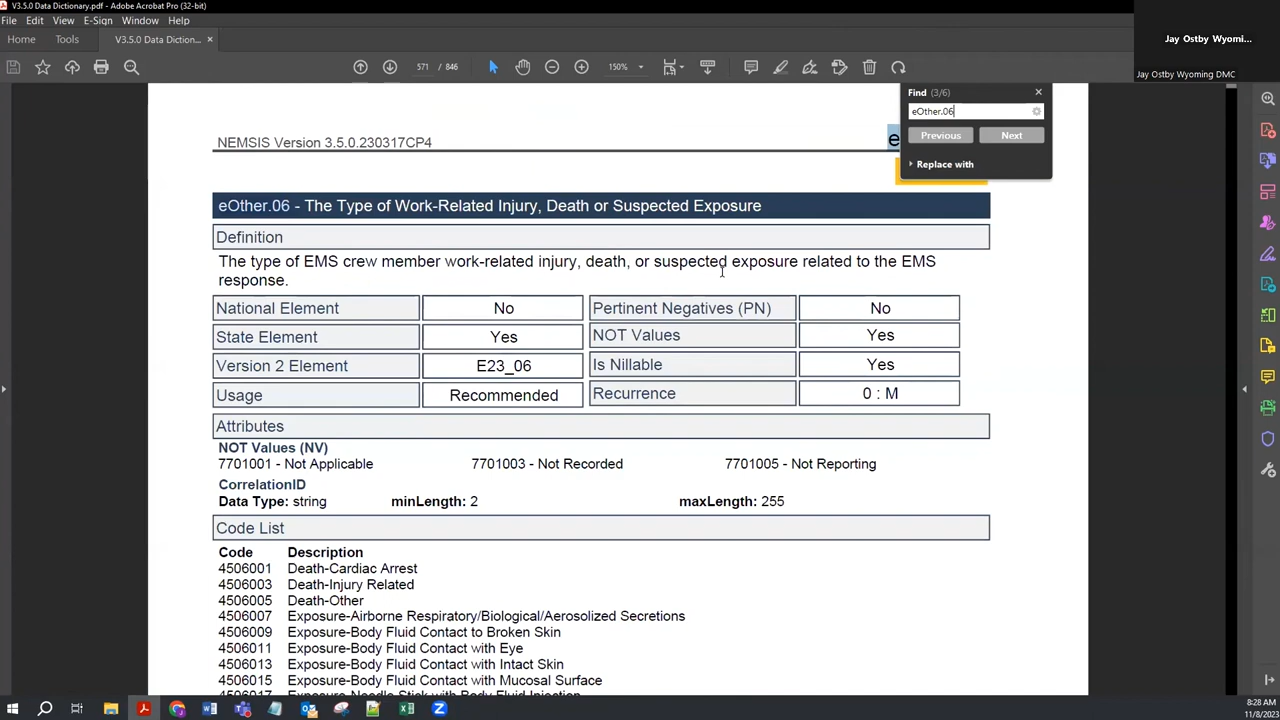 V3.5.0 Data Dictionary.pdf - Adobe Acrobat Pro (32-bit)
File Edit View E-Sign Window Help
Home Tools V3.5.0 Data Diction... ×
571 / 846 150%
Jay Ostby Wyomi...
Jay Ostby Wyoming DMC
Find (3/6)
eOther.06
Previous Next
Replace with
NEMSIS Version 3.5.0.230317CP4 e
eOther.06 - The Type of Work-Related Injury, Death or Suspected Exposure
Definition
The type of EMS crew member work-related injury, death, or suspected exposure related to the EMS
response.
National Element No Pertinent Negatives (PN) No
State Element Yes NOT Values Yes
Version 2 Element E23_06 Is Nillable Yes
Usage Recommended Recurrence 0 : M
Attributes
NOT Values (NV)
7701001 - Not Applicable 7701003 - Not Recorded 7701005 - Not Reporting
CorrelationID
Data Type: string minLength: 2 maxLength: 255
Code List
Code Description
4506001 Death-Cardiac Arrest
4506003 Death-Injury Related
4506005 Death-Other
4506007 Exposure-Airborne Respiratory/Biological/Aerosolized Secretions
4506009 Exposure-Body Fluid Contact to Broken Skin
4506011 Exposure-Body Fluid Contact with Eye
4506013 Exposure-Body Fluid Contact with Intact Skin
4506015 Exposure-Body Fluid Contact with Mucosal Surface
4506017 Exposure-Needle Stick with Body Fluid Injection
8:28 AM
11/8/2023